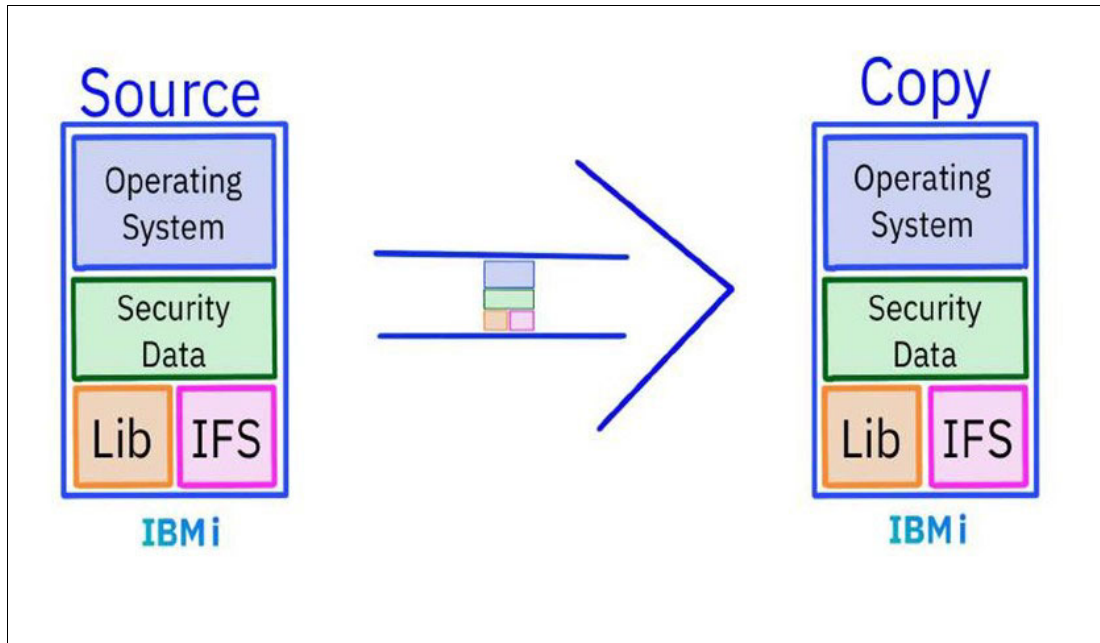 Source
Operating
System
Security
Data
Lib
IFS
IBM i
Copy
Operating
System
Security
Data
Lib
IFS
IBM i